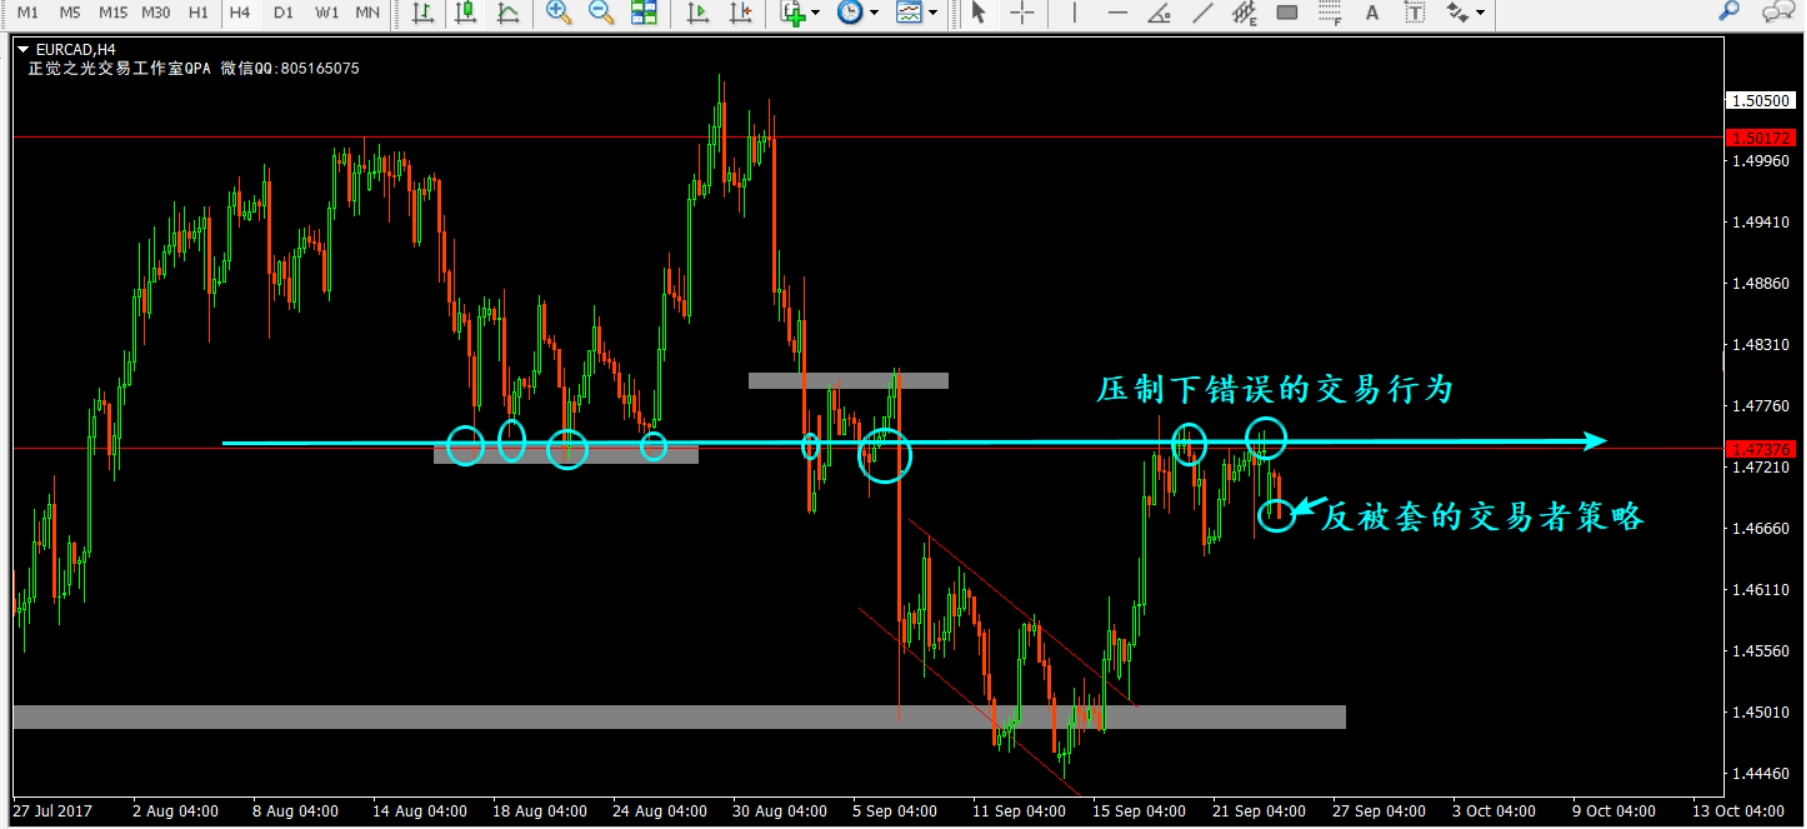 M1 M5 M15 M30 H1 H4 D1 W1 MN
E F A T
EURCAD,H4
正觉之光交易工作室QPA 微信QQ:805165075
1.50500
1.50172
1.49960
1.49410
1.48860
1.48310
压制下错误的交易行为
1.47760
1.47376
1.47210
反被套的交易者策略
1.46660
1.46110
1.45560
1.45010
1.44460
27 Jul 2017 2 Aug 04:00 8 Aug 04:00 14 Aug 04:00 18 Aug 04:00 24 Aug 04:00 30 Aug 04:00 5 Sep 04:00 11 Sep 04:00 15 Sep 04:00 21 Sep 04:00 27 Sep 04:00 3 Oct 04:00 9 Oct 04:00 13 Oct 04:00